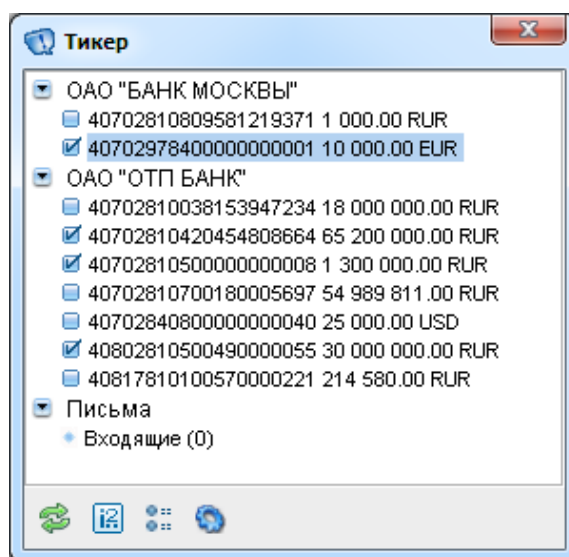 Тикер
ОАО "БАНК МОСКВЫ"
40702810809581219371 1 000.00 RUR
40702978400000000001 10 000.00 EUR
ОАО "ОТП БАНК"
40702810038153947234 18 000 000.00 RUR
40702810420454808664 65 200 000.00 RUR
40702810500000000008 1 300 000.00 RUR
40702810700180005697 54 989 811.00 RUR
40702840800000000040 25 000.00 USD
40802810500490000055 30 000 000.00 RUR
40817810100570000221 214 580.00 RUR
Письма
Входящие (0)